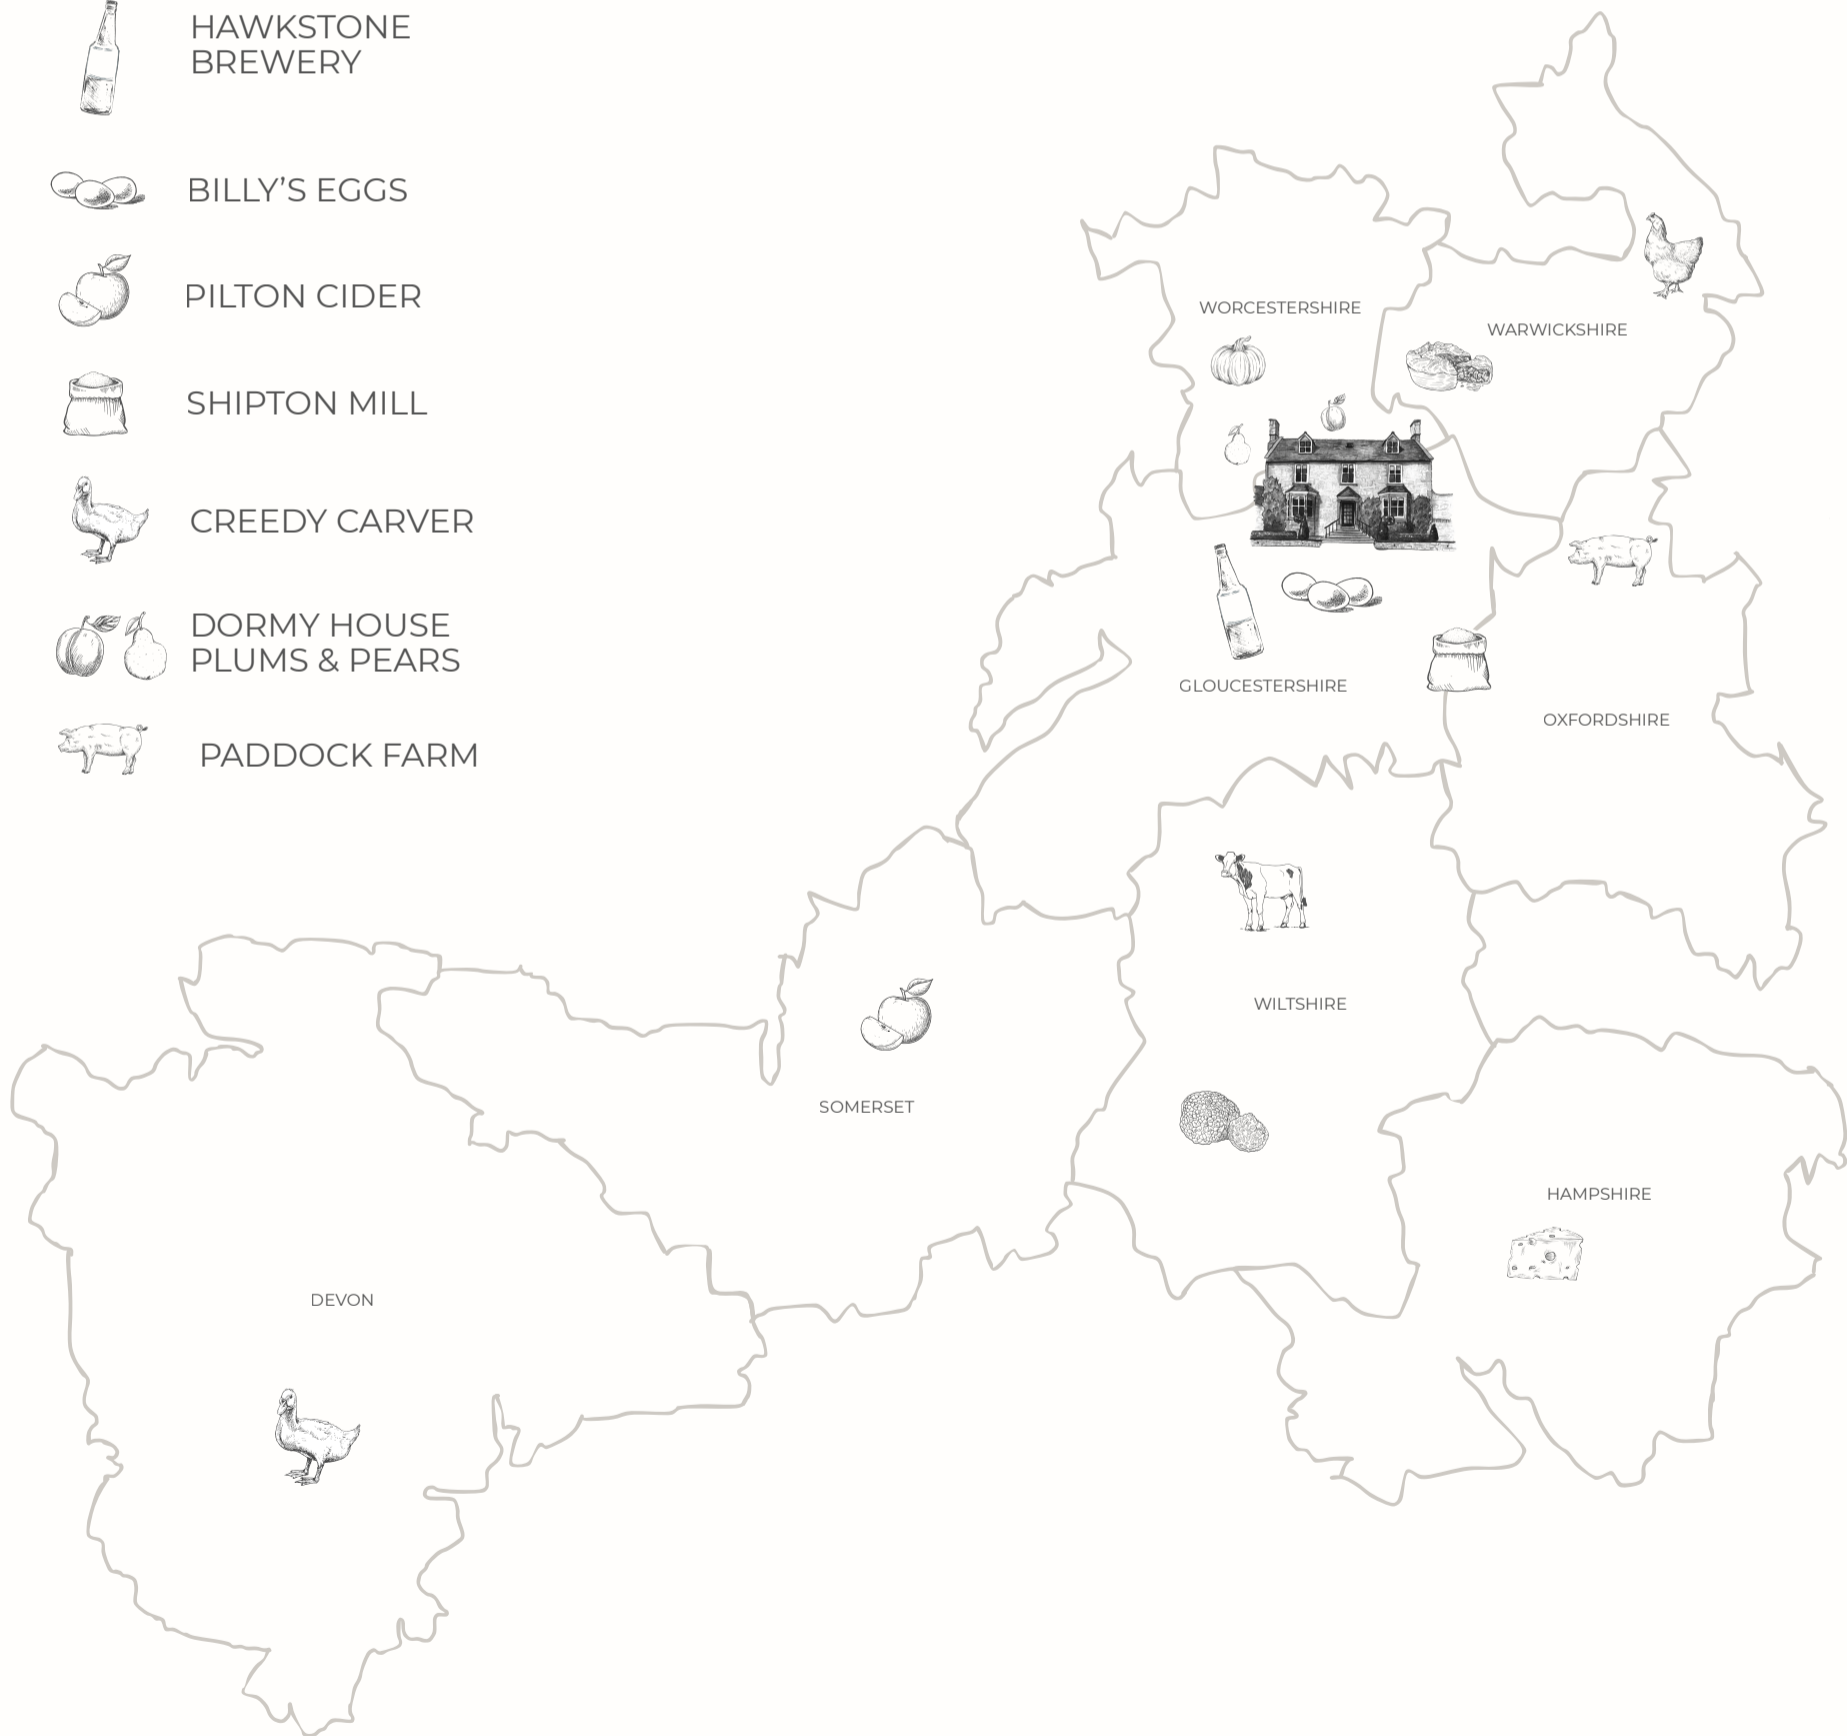 HAWKSTONE
BREWERY
BILLY’S EGGS
PILTON CIDER
SHIPTON MILL
CREEDY CARVER
DORMY HOUSE
PLUMS & PEARS
PADDOCK FARM
WORCESTERSHIRE
WARWICKSHIRE
GLOUCESTERSHIRE
OXFORDSHIRE
WILTSHIRE
SOMERSET
HAMPSHIRE
DEVON